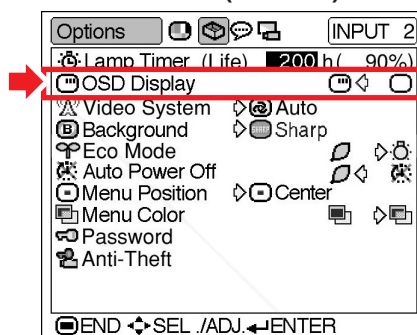 Options INPUT 2
Lamp Timer (Life) 200 h( 90%)
OSD Display
Video System Auto
B Background SHARP Sharp
Eco Mode
Auto Power Off
Menu Position Center
Menu Color
Password
Anti-Theft
END SEL./ADJ. ENTER